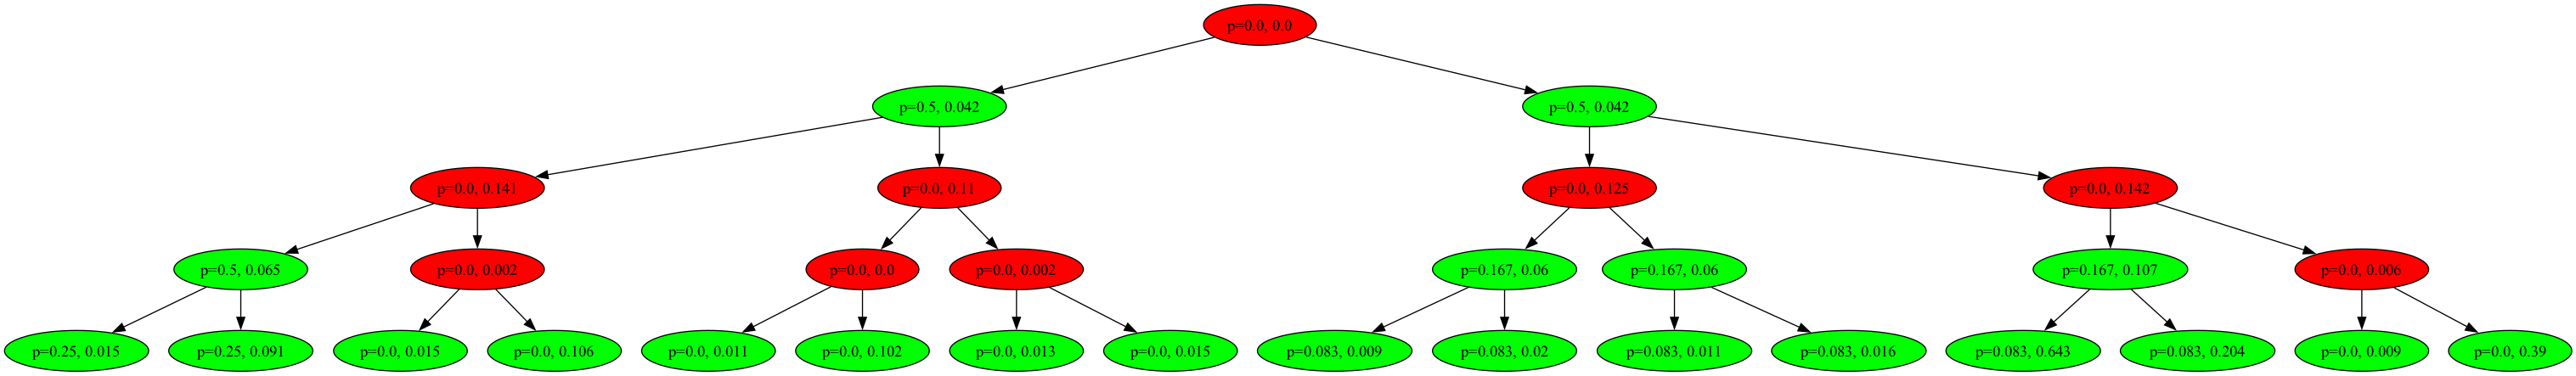 p=0.0, 0.0
p=0.5, 0.042
p=0.5, 0.042
p=0.0, 0.141
p=0.0, 0.11
p=0.0, 0.125
p=0.0, 0.142
p=0.5, 0.065
p=0.0, 0.002
p=0.0, 0.0
p=0.0, 0.002
p=0.167, 0.06
p=0.167, 0.06
p=0.167, 0.107
p=0.0, 0.006
p=0.25, 0.015
p=0.25, 0.091
p=0.0, 0.015
p=0.0, 0.106
p=0.0, 0.011
p=0.0, 0.102
p=0.0, 0.013
p=0.0, 0.015
p=0.083, 0.009
p=0.083, 0.02
p=0.083, 0.011
p=0.083, 0.016
p=0.083, 0.643
p=0.083, 0.204
p=0.0, 0.009
p=0.0, 0.39